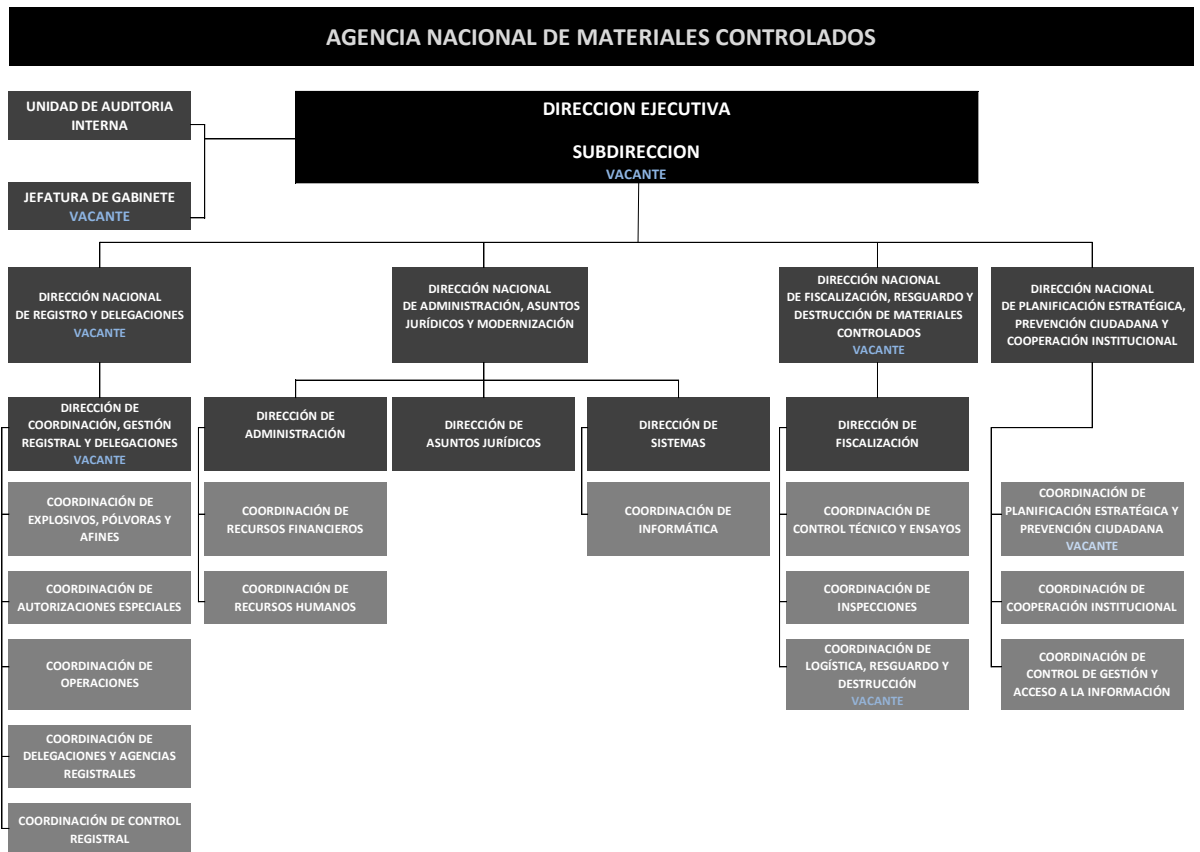 AGENCIA NACIONAL DE MATERIALES CONTROLADOS
UNIDAD DE AUDITORIA
INTERNA
DIRECCION EJECUTIVA
SUBDIRECCION
VACANTE
JEFATURA DE GABINETE
VACANTE
DIRECCIÓN NACIONAL
DE REGISTRO Y DELEGACIONES
VACANTE
DIRECCIÓN NACIONAL
DE ADMINISTRACIÓN, ASUNTOS
JURÍDICOS Y MODERNIZACIÓN
DIRECCIÓN NACIONAL
DE FISCALIZACIÓN, RESGUARDO Y
DESTRUCCIÓN DE MATERIALES
CONTROLADOS
VACANTE
DIRECCIÓN NACIONAL
DE PLANIFICACIÓN ESTRATÉGICA,
PREVENCIÓN CIUDADANA Y
COOPERACIÓN INSTITUCIONAL
DIRECCIÓN DE
COORDINACIÓN, GESTIÓN
REGISTRAL Y DELEGACIONES
VACANTE
DIRECCIÓN DE
ADMINISTRACIÓN
DIRECCIÓN DE
ASUNTOS JURÍDICOS
DIRECCIÓN DE
SISTEMAS
DIRECCIÓN DE
FISCALIZACIÓN
COORDINACIÓN DE
EXPLOSIVOS, PÓLVORAS Y
AFINES
COORDINACIÓN DE
RECURSOS FINANCIEROS
COORDINACIÓN DE
INFORMÁTICA
COORDINACIÓN DE
CONTROL TÉCNICO Y ENSAYOS
COORDINACIÓN DE
PLANIFICACIÓN ESTRATÉGICA Y
PREVENCIÓN CIUDADANA
VACANTE
COORDINACIÓN DE
AUTORIZACIONES ESPECIALES
COORDINACIÓN DE
RECURSOS HUMANOS
COORDINACIÓN DE
INSPECCIONES
COORDINACIÓN DE
COOPERACIÓN INSTITUCIONAL
COORDINACIÓN DE
OPERACIONES
COORDINACIÓN DE
LOGÍSTICA, RESGUARDO Y
DESTRUCCIÓN
VACANTE
COORDINACIÓN DE
CONTROL DE GESTIÓN Y
ACCESO A LA INFORMACIÓN
COORDINACIÓN DE
DELEGACIONES Y AGENCIAS
REGISTRALES
COORDINACIÓN DE CONTROL
REGISTRAL